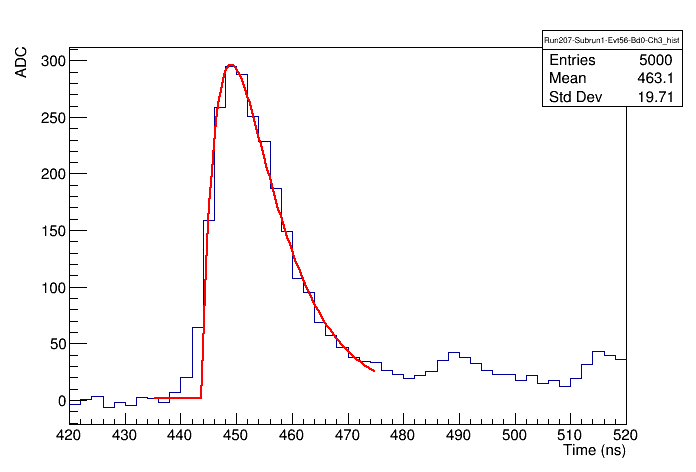 Run207-Subrun1-Evt56-Bd0-Ch3_hist
Entries 5000
Mean 463.1
Std Dev 19.71
ADC
300
250
200
150
100
50
0
420 430 440 450 460 470 480 490 500 510 520
Time (ns)